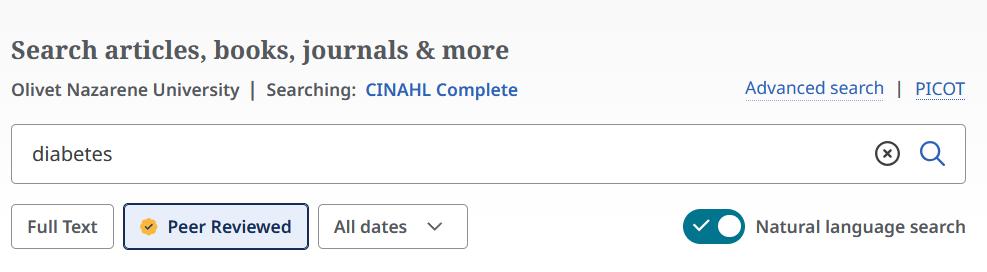 Search articles, books, journals & more
Olivet Nazarene University | Searching: CINAHL Complete
Advanced search | PICOT
diabetes
Full Text
Peer Reviewed
All dates
Natural language search